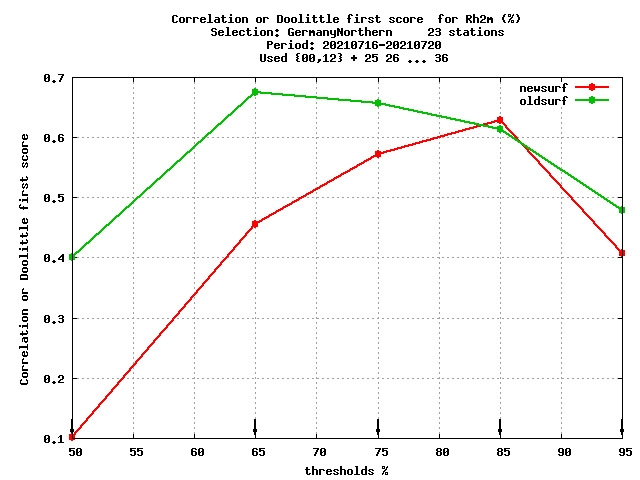 Correlation or Doolittle first score  for Rh2m (%)
Selection: GermanyNorthern     23 stations
Period: 20210716-20210720
Used {00,12} + 25 26 ... 36
newsurf
oldsurf
Correlation or Doolittle first score
0.7
0.6
0.5
0.4
0.3
0.2
0.1
50 55 60 65 70 75 80 85 90 95
thresholds %